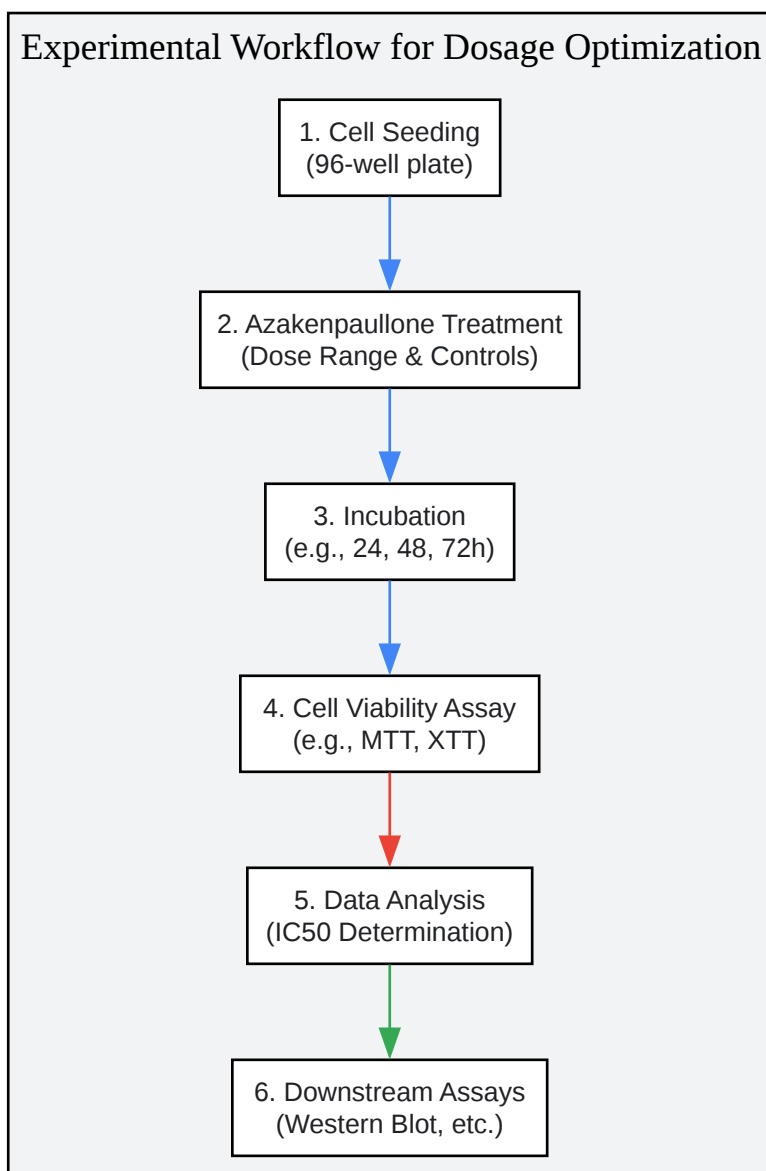 Experimental Workflow for Dosage Optimization
1. Cell Seeding
(96-well plate)
2. Azakenpaullone Treatment
(Dose Range & Controls)
3. Incubation
(e.g., 24, 48, 72h)
4. Cell Viability Assay
(e.g., MTT, XTT)
5. Data Analysis
(IC50 Determination)
6. Downstream Assays
(Western Blot, etc.)